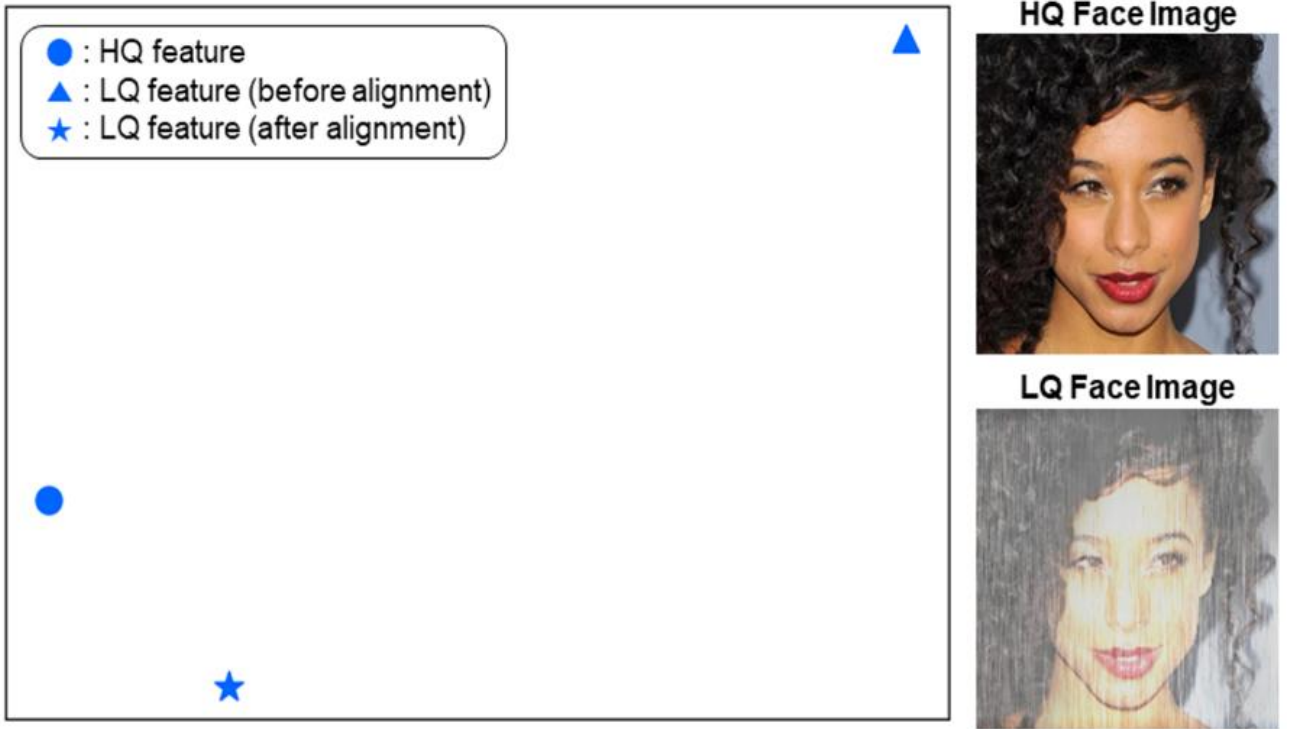 : HQ feature
: LQ feature (before alignment)
: LQ feature (after alignment)
HQ Face Image
LQ Face Image